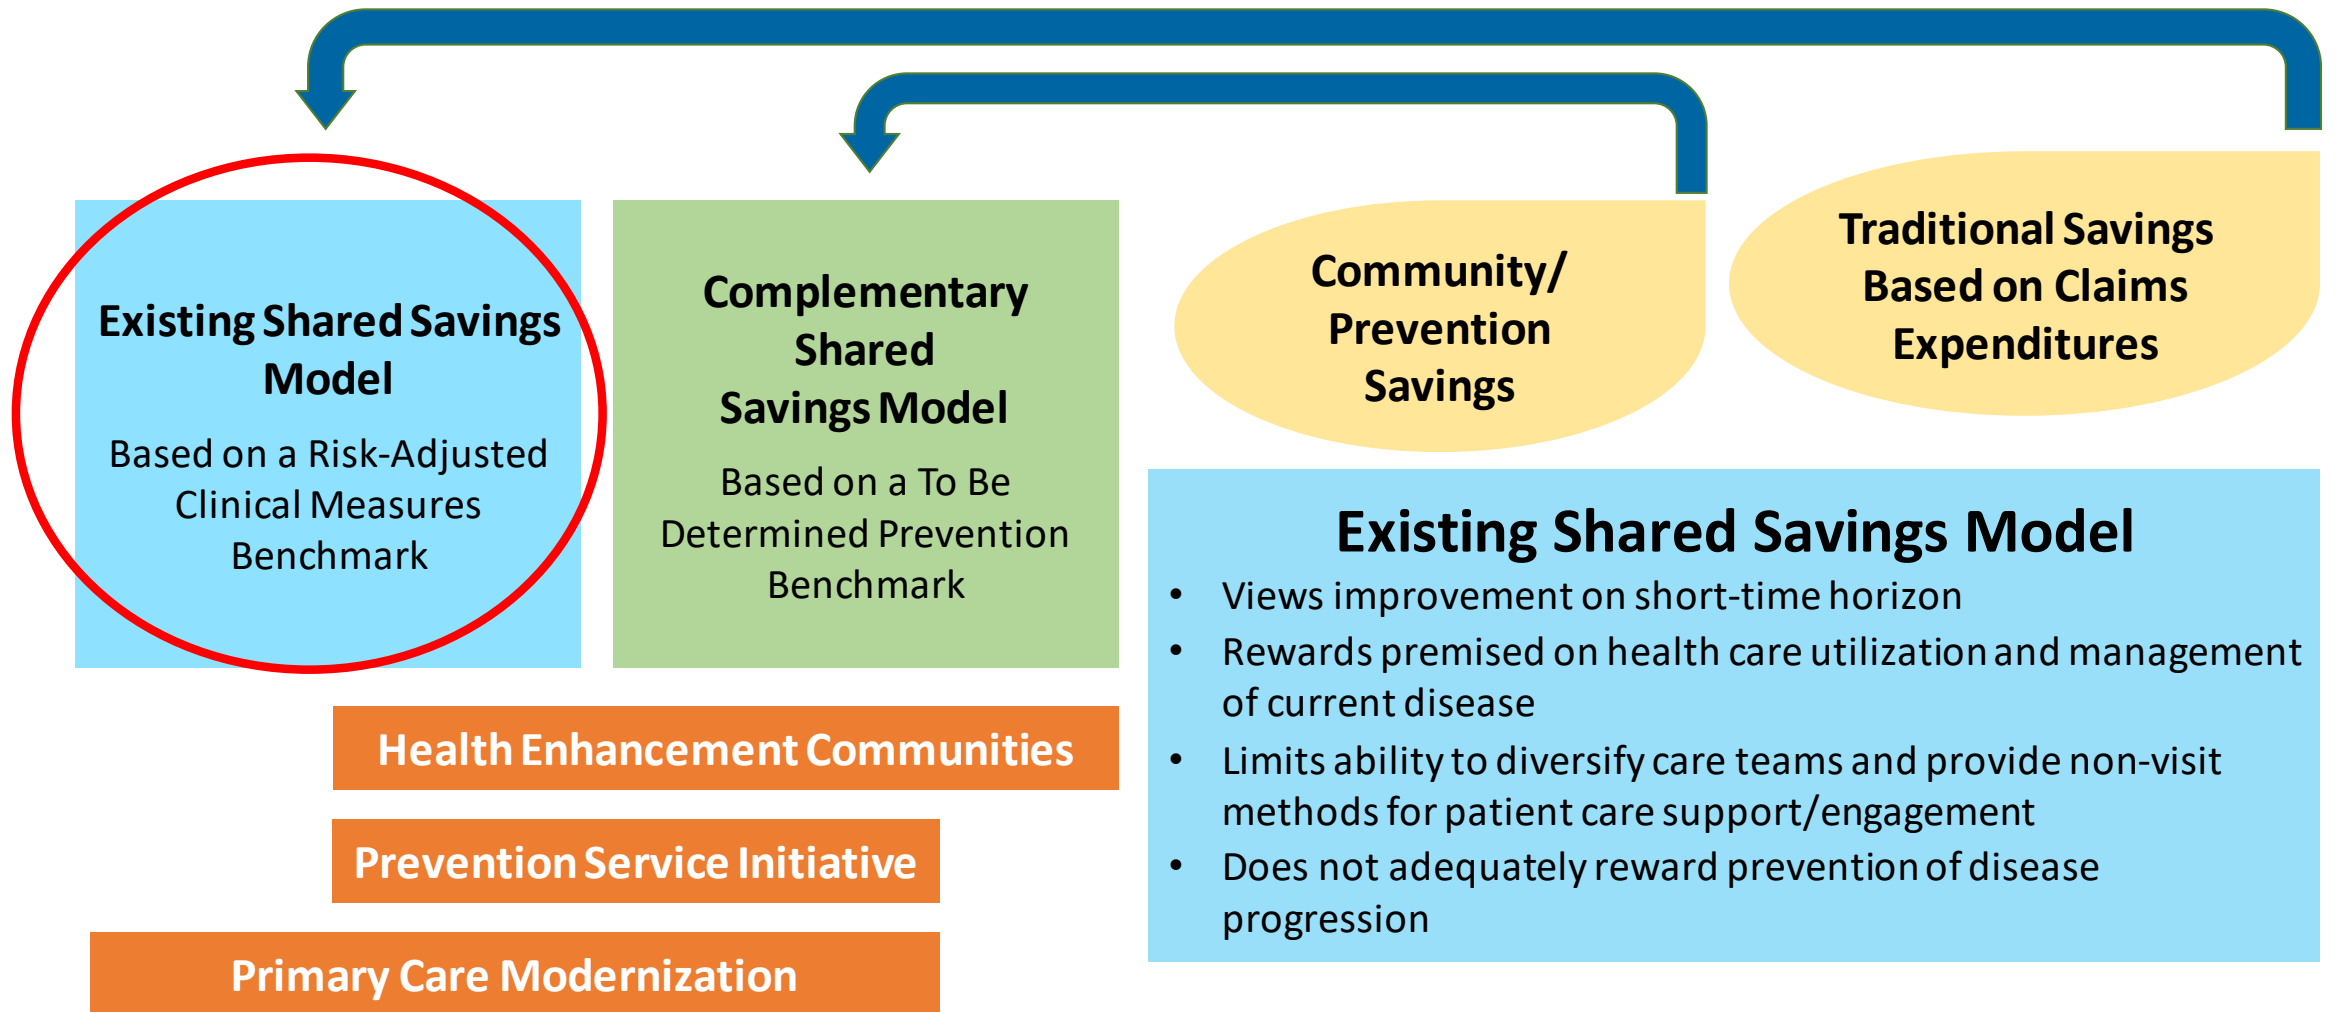 Existing Shared Savings
Model
Based on a Risk-Adjusted
Clinical Measures
Benchmark
Complementary
Shared
Savings Model
Based on a To Be
Determined Prevention
Benchmark
Community/
Prevention
Savings
Traditional Savings
Based on Claims
Expenditures
Health Enhancement Communities
Prevention Service Initiative
Primary Care Modernization
Existing Shared Savings Model
• Views improvement on short-time horizon
• Rewards premised on health care utilization and management
of current disease
• Limits ability to diversify care teams and provide non-visit
methods for patient care support/engagement
• Does not adequately reward prevention of disease
progression